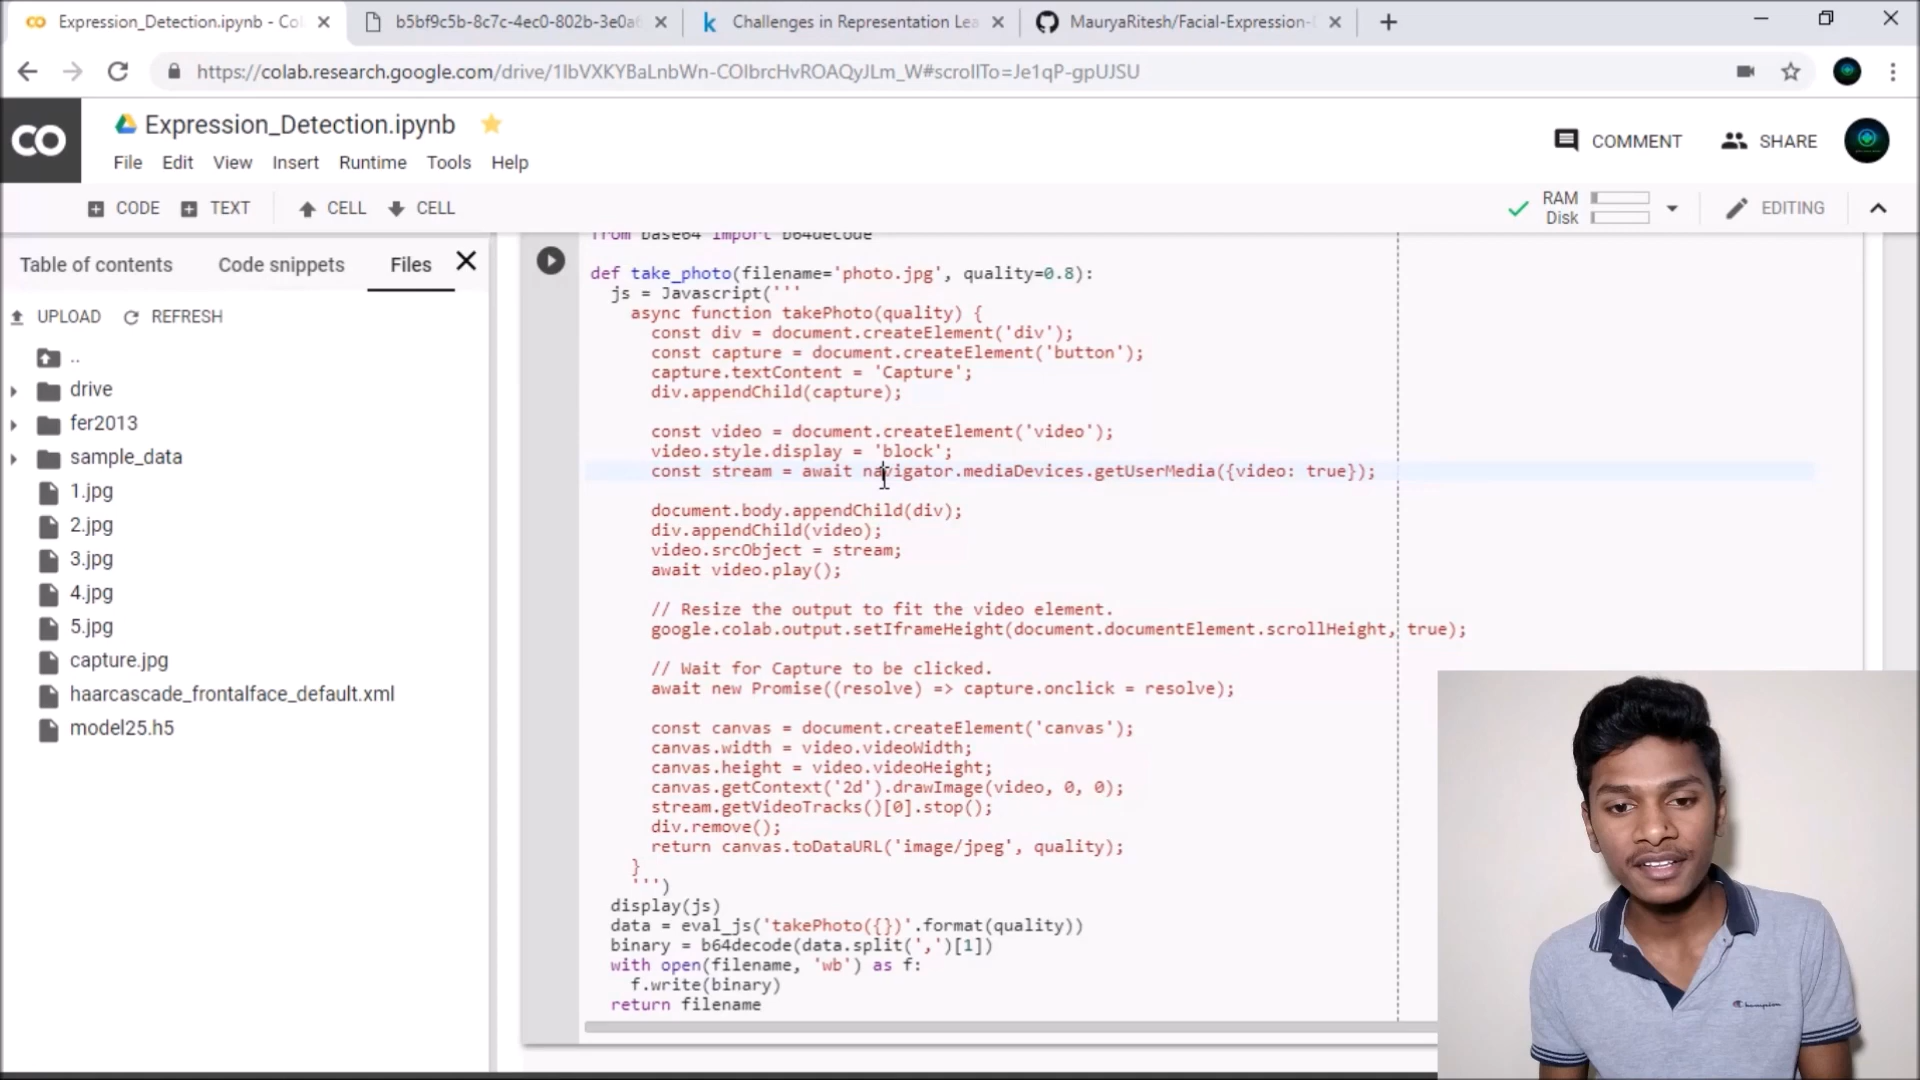 Expression_Detection.ipynb - Co
b5bf9c5b-8c7c-4ec0-802b-3e0a
Challenges in Representation Lea
MauryaRitesh/Facial-Expression-
https://colab.research.google.com/drive/1IbVXKYBaLnbWn-COIbrcHvROAQyJLm_W#scrollTo=Je1qP-gpUJSU
CO
Expression_Detection.ipynb
COMMENT
SHARE
File Edit View Insert Runtime Tools Help
CODE TEXT CELL CELL
RAM
Disk
EDITING
Table of contents Code snippets Files
UPLOAD REFRESH
..
drive
fer2013
sample_data
1.jpg
2.jpg
3.jpg
4.jpg
5.jpg
capture.jpg
haarcascade_frontalface_default.xml
model25.h5
from base64 import b64decode
def take_photo(filename='photo.jpg', quality=0.8):
js = Javascript('''
async function takePhoto(quality) {
const div = document.createElement('div');
const capture = document.createElement('button');
capture.textContent = 'Capture';
div.appendChild(capture);
const video = document.createElement('video');
video.style.display = 'block';
const stream = await navigator.mediaDevices.getUserMedia({video: true});
document.body.appendChild(div);
div.appendChild(video);
video.srcObject = stream;
await video.play();
// Resize the output to fit the video element.
google.colab.output.setIframeHeight(document.documentElement.scrollHeight, true);
// Wait for Capture to be clicked.
await new Promise((resolve) => capture.onclick = resolve);
const canvas = document.createElement('canvas');
canvas.width = video.videoWidth;
canvas.height = video.videoHeight;
canvas.getContext('2d').drawImage(video, 0, 0);
stream.getVideoTracks()[0].stop();
div.remove();
return canvas.toDataURL('image/jpeg', quality);
}
''')
display(js)
data = eval_js('takePhoto({})'.format(quality))
binary = b64decode(data.split(',')[1])
with open(filename, 'wb') as f:
f.write(binary)
return filename
Champion